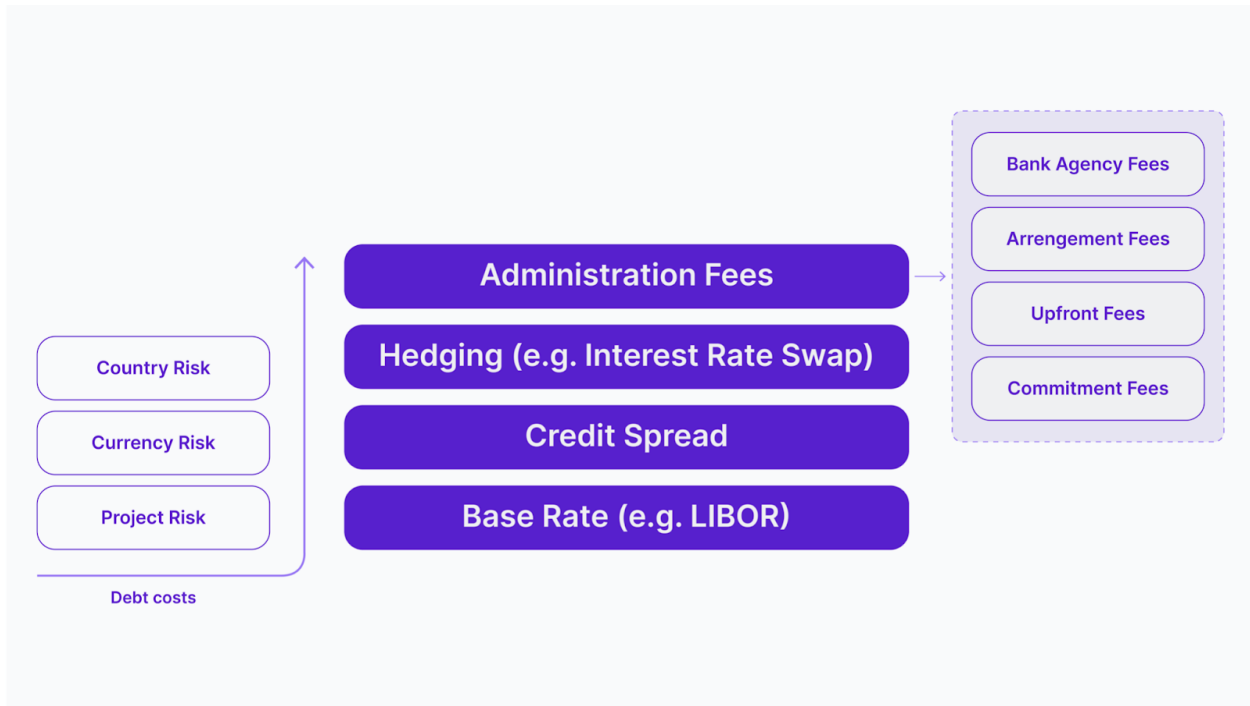 Country Risk
Currency Risk
Project Risk
Debt costs
Administration Fees
Hedging (e.g. Interest Rate Swap)
Credit Spread
Base Rate (e.g. LIBOR)
Bank Agency Fees
Arrengement Fees
Upfront Fees
Commitment Fees